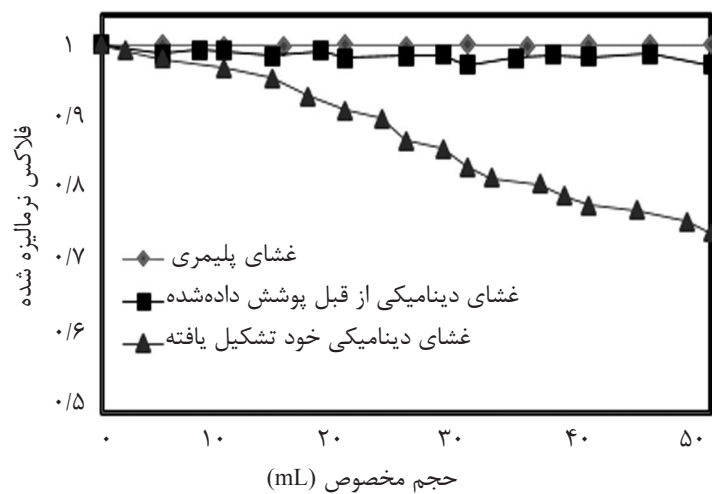 ۱
۰/۹
۰/۸
۰/۷
۰/۶
۰/۵
فلاکس نرمالیزه شده
غشای پلیمری
غشای دینامیکی از قبل پوشش داده‌شده
غشای دینامیکی خود تشکیل یافته
۰ ۱۰ ۲۰ ۳۰ ۴۰ ۵۰
حجم مخصوص (mL)